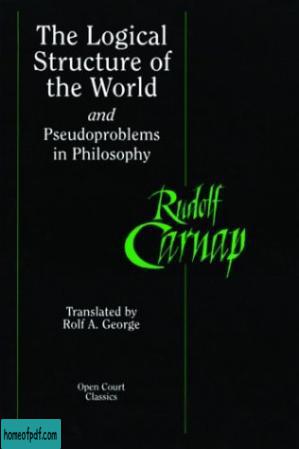 The Logical
Structure of
the World
and
Pseudoproblems
in Philosophy
Rudolf
Carnap
Translated by
Rolf A. George
Open Court
Classics
homeofpdf.com